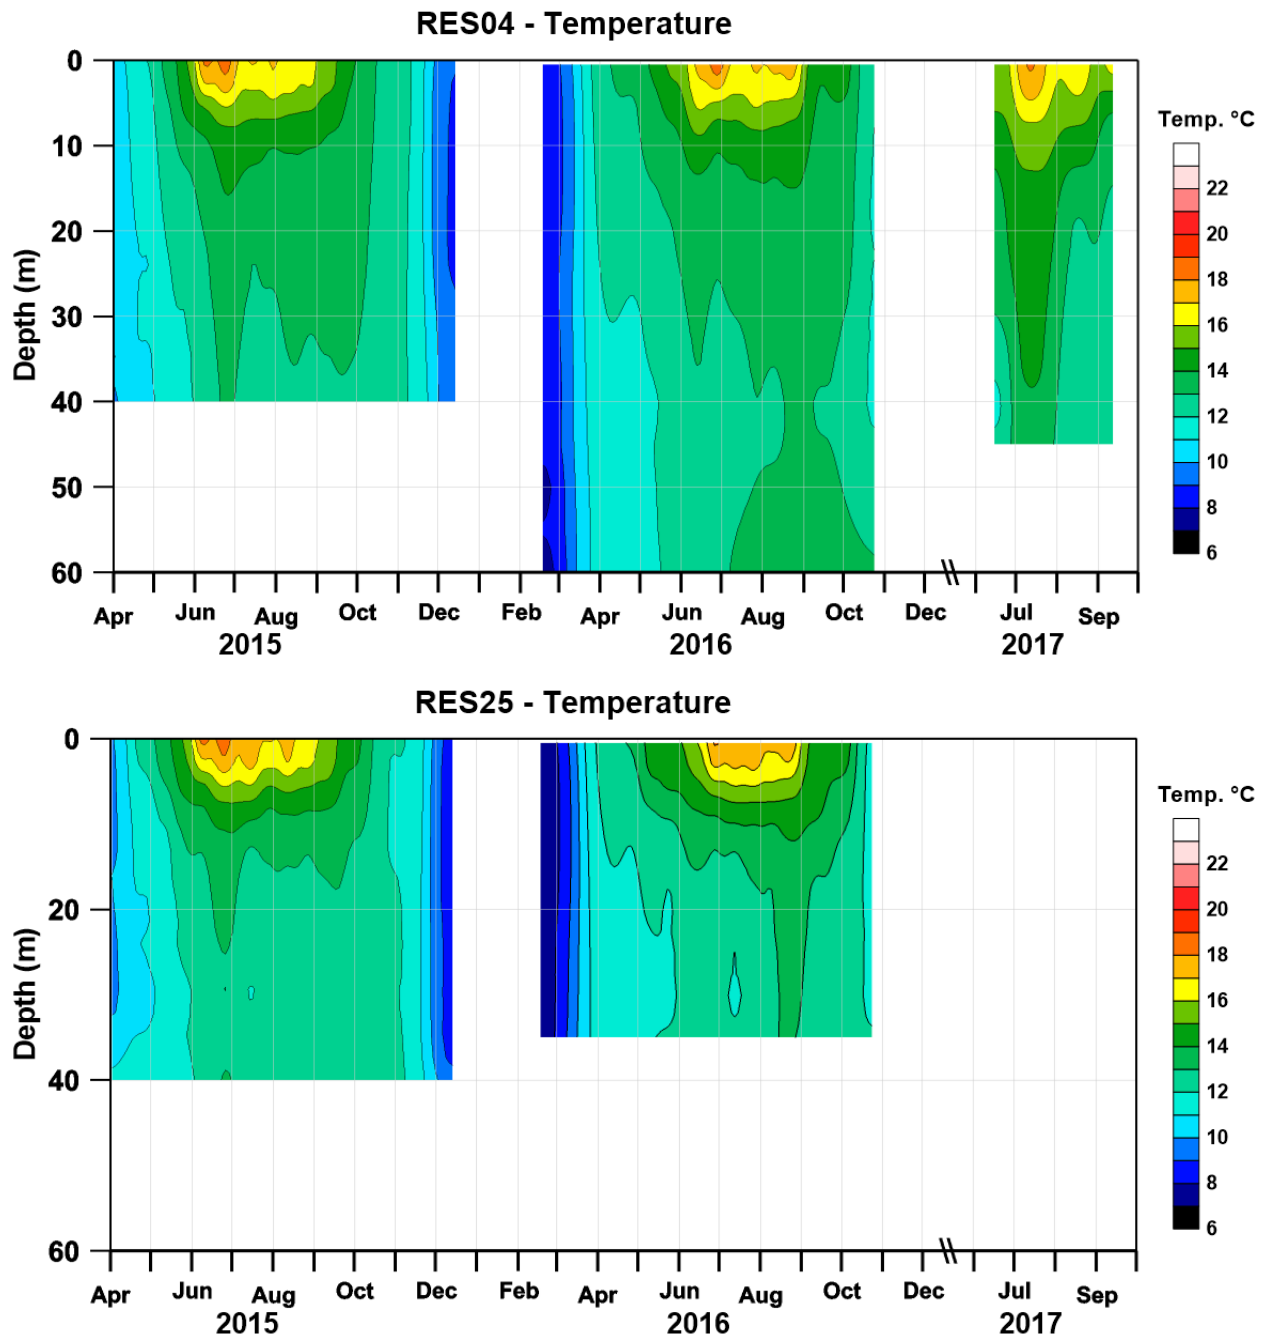 RES04 - Temperature
0
10
20
30
40
50
60
Depth (m)
Temp. °C
22
20
18
16
14
12
10
8
6
Apr Jun Aug Oct Dec Feb Apr Jun Aug Oct Dec Jul Sep
2015 2016 2017
RES25 - Temperature
0
20
40
60
Depth (m)
Temp. °C
22
20
18
16
14
12
10
8
6
Apr Jun Aug Oct Dec Feb Apr Jun Aug Oct Dec Jul Sep
2015 2016 2017